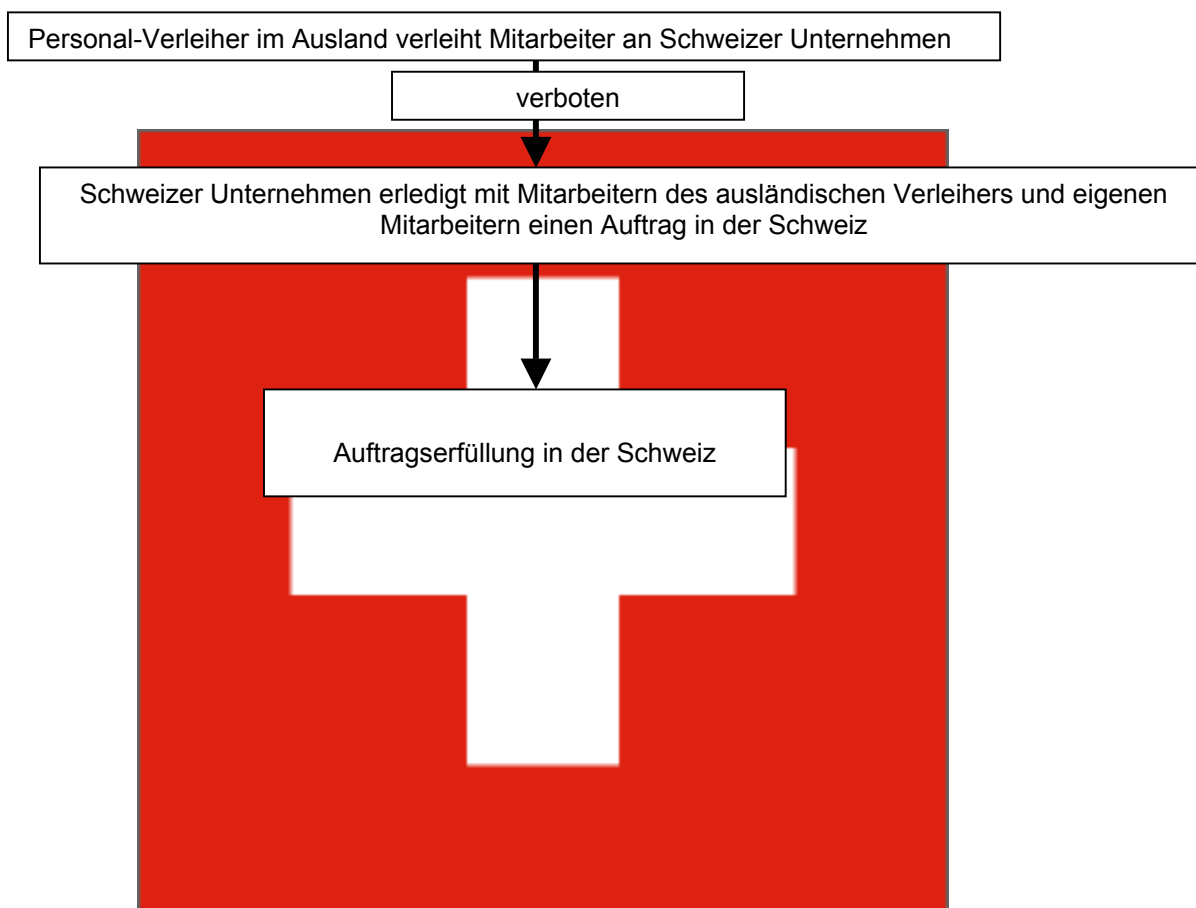 Personal-Verleiher im Ausland verleiht Mitarbeiter an Schweizer Unternehmen
verboten
Schweizer Unternehmen erledigt mit Mitarbeitern des ausländischen Verleihers und eigenen
Mitarbeitern einen Auftrag in der Schweiz
Auftragserfüllung in der Schweiz